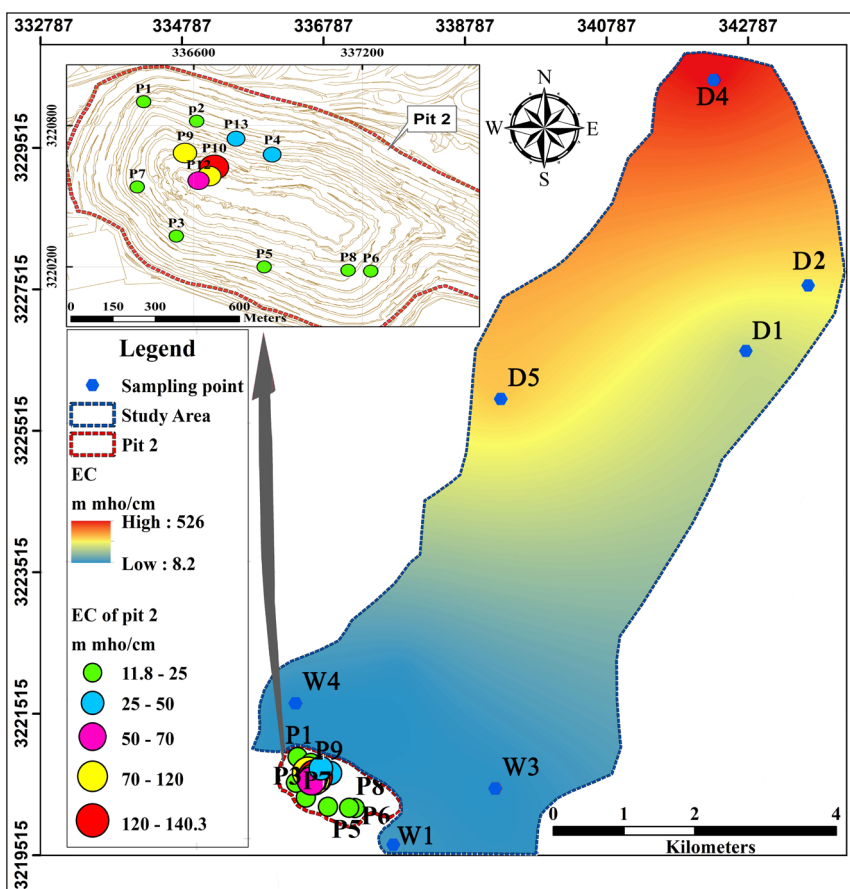 332787 334787 336787 338787 340787 342787
336600 337200
3229515
3227515
3225515
3223515
3221515
3219515
3220800
3220200
P1
p2
P13
P4
P9
P10
P12
P7
P3
P5
P8 P6
Pit 2
0 150 300 600
Meters
N
W E
S
D4
D2
D1
D5
W4
W3
W1
P1
P9
P3
P7
P8
P6
P5
Legend
Sampling point
Study Area
Pit 2
EC
m mho/cm
High : 526
Low : 8.2
EC of pit 2
m mho/cm
11.8 - 25
25 - 50
50 - 70
70 - 120
120 - 140.3
0 1 2 4
Kilometers